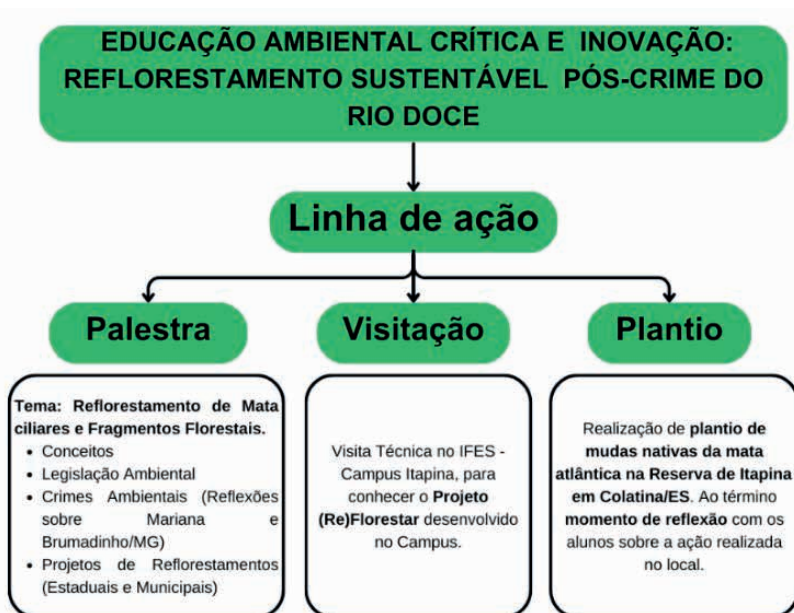 EDUCAÇÃO AMBIENTAL CRÍTICA E INOVAÇÃO:
REFLORESTAMENTO SUSTENTÁVEL PÓS-CRIME DO
RIO DOCE
Linha de ação
Palestra
Tema: Reflorestamento de Mata
ciliares e Fragmentos Florestais.
• Conceitos
• Legislação Ambiental
• Crimes Ambientais (Reflexões
sobre Mariana e
Brumadinho/MG)
• Projetos de Reflorestamentos
(Estaduais e Municipais)
Visitação
Visita Técnica no IFES -
Campus Itapina, para
conhecer o Projeto
(Re)Florestar desenvolvido
no Campus.
Plantio
Realização de plantio de
mudas nativas da mata
atlântica na Reserva de Itapina
em Colatina/ES. Ao término
momento de reflexão com os
alunos sobre a ação realizada
no local.